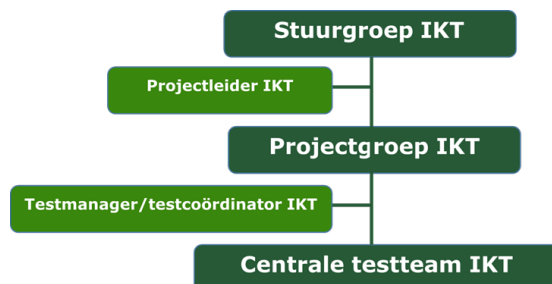 Stuurgroep IKT
Projectleider IKT
Projectgroep IKT
Testmanager/testcoördinator IKT
Centrale testteam IKT